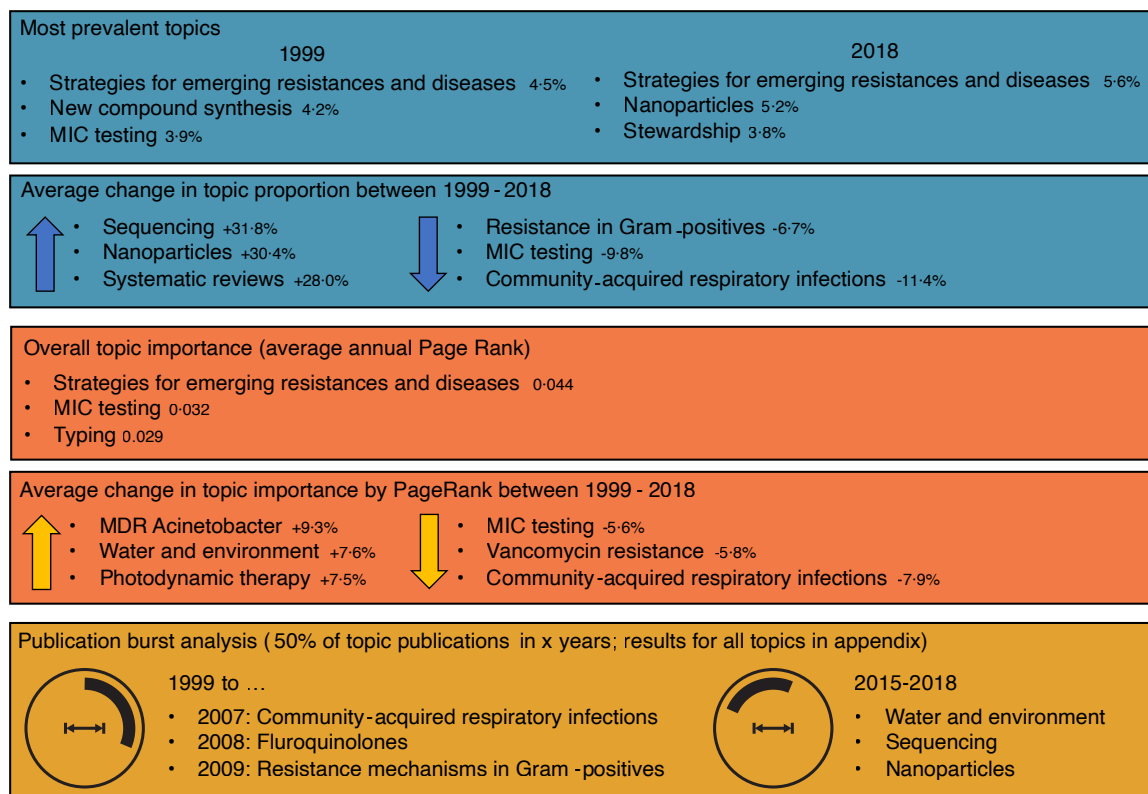 Most prevalent topics
1999
• Strategies for emerging resistances and diseases 4·5%
• New compound synthesis 4·2%
• MIC testing 3·9%
2018
• Strategies for emerging resistances and diseases 5·6%
• Nanoparticles 5·2%
• Stewardship 3·8%
Average change in topic proportion between 1999 - 2018
• Sequencing +31·8%
• Nanoparticles +30·4%
• Systematic reviews +28·0%
• Resistance in Gram-positives -6·7%
• MIC testing -9·8%
• Community-acquired respiratory infections -11·4%
Overall topic importance (average annual Page Rank)
• Strategies for emerging resistances and diseases 0·044
• MIC testing 0·032
• Typing 0.029
Average change in topic importance by PageRank between 1999 - 2018
• MDR Acinetobacter +9·3%
• Water and environment +7·6%
• Photodynamic therapy +7·5%
• MIC testing -5·6%
• Vancomycin resistance -5·8%
• Community-acquired respiratory infections -7·9%
Publication burst analysis (50% of topic publications in x years; results for all topics in appendix)
1999 to ...
• 2007: Community-acquired respiratory infections
• 2008: Fluroquinolones
• 2009: Resistance mechanisms in Gram -positives
2015-2018
• Water and environment
• Sequencing
• Nanoparticles